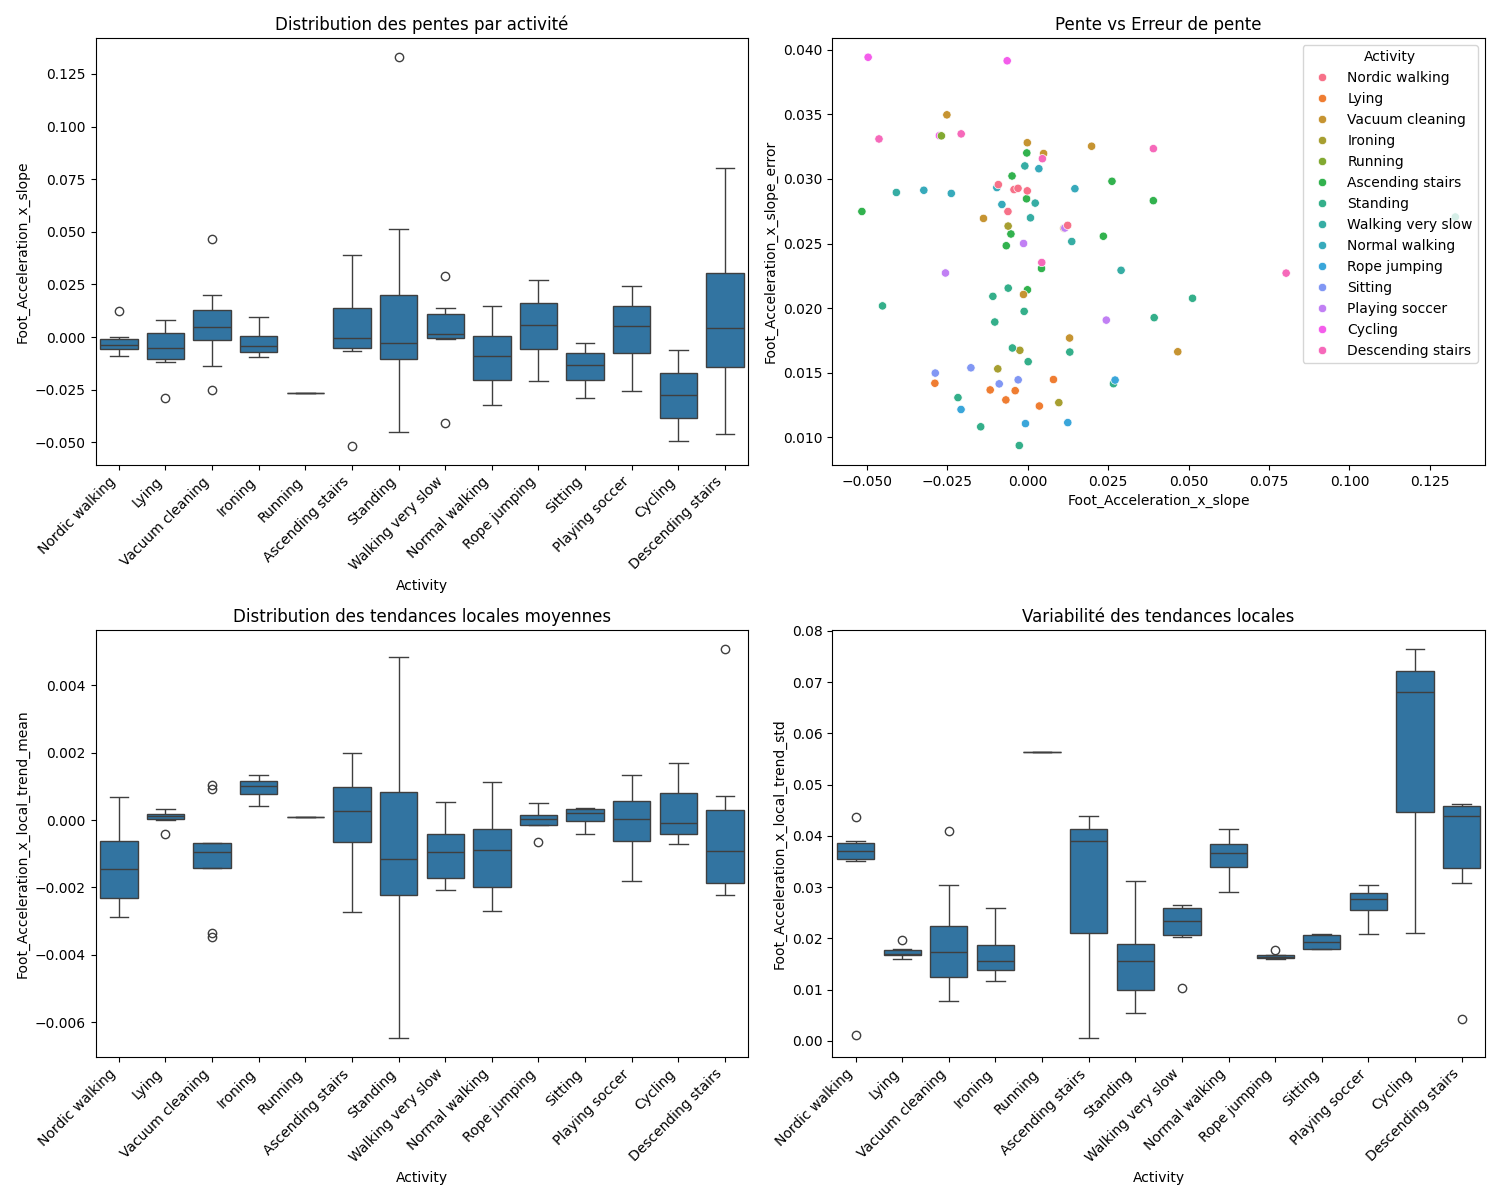 Distribution des pentes par activité
Foot_Acceleration_x_slope
0.125
0.100
0.075
0.050
0.025
0.000
−0.025
−0.050
Nordic walking
Lying
Vacuum cleaning
Ironing
Running
Ascending stairs
Standing
Walking very slow
Normal walking
Rope jumping
Sitting
Playing soccer
Cycling
Descending stairs
Activity
Pente vs Erreur de pente
Foot_Acceleration_x_slope_error
0.040
0.035
0.030
0.025
0.020
0.015
0.010
Activity
Nordic walking
Lying
Vacuum cleaning
Ironing
Running
Ascending stairs
Standing
Walking very slow
Normal walking
Rope jumping
Sitting
Playing soccer
Cycling
Descending stairs
−0.050
−0.025
0.000
0.025
0.050
0.075
0.100
0.125
Foot_Acceleration_x_slope
Distribution des tendances locales moyennes
Foot_Acceleration_x_local_trend_mean
0.004
0.002
0.000
−0.002
−0.004
−0.006
Nordic walking
Lying
Vacuum cleaning
Ironing
Running
Ascending stairs
Standing
Walking very slow
Normal walking
Rope jumping
Sitting
Playing soccer
Cycling
Descending stairs
Activity
Variabilité des tendances locales
Foot_Acceleration_x_local_trend_std
0.08
0.07
0.06
0.05
0.04
0.03
0.02
0.01
0.00
Nordic walking
Lying
Vacuum cleaning
Ironing
Running
Ascending stairs
Standing
Walking very slow
Normal walking
Rope jumping
Sitting
Playing soccer
Cycling
Descending stairs
Activity